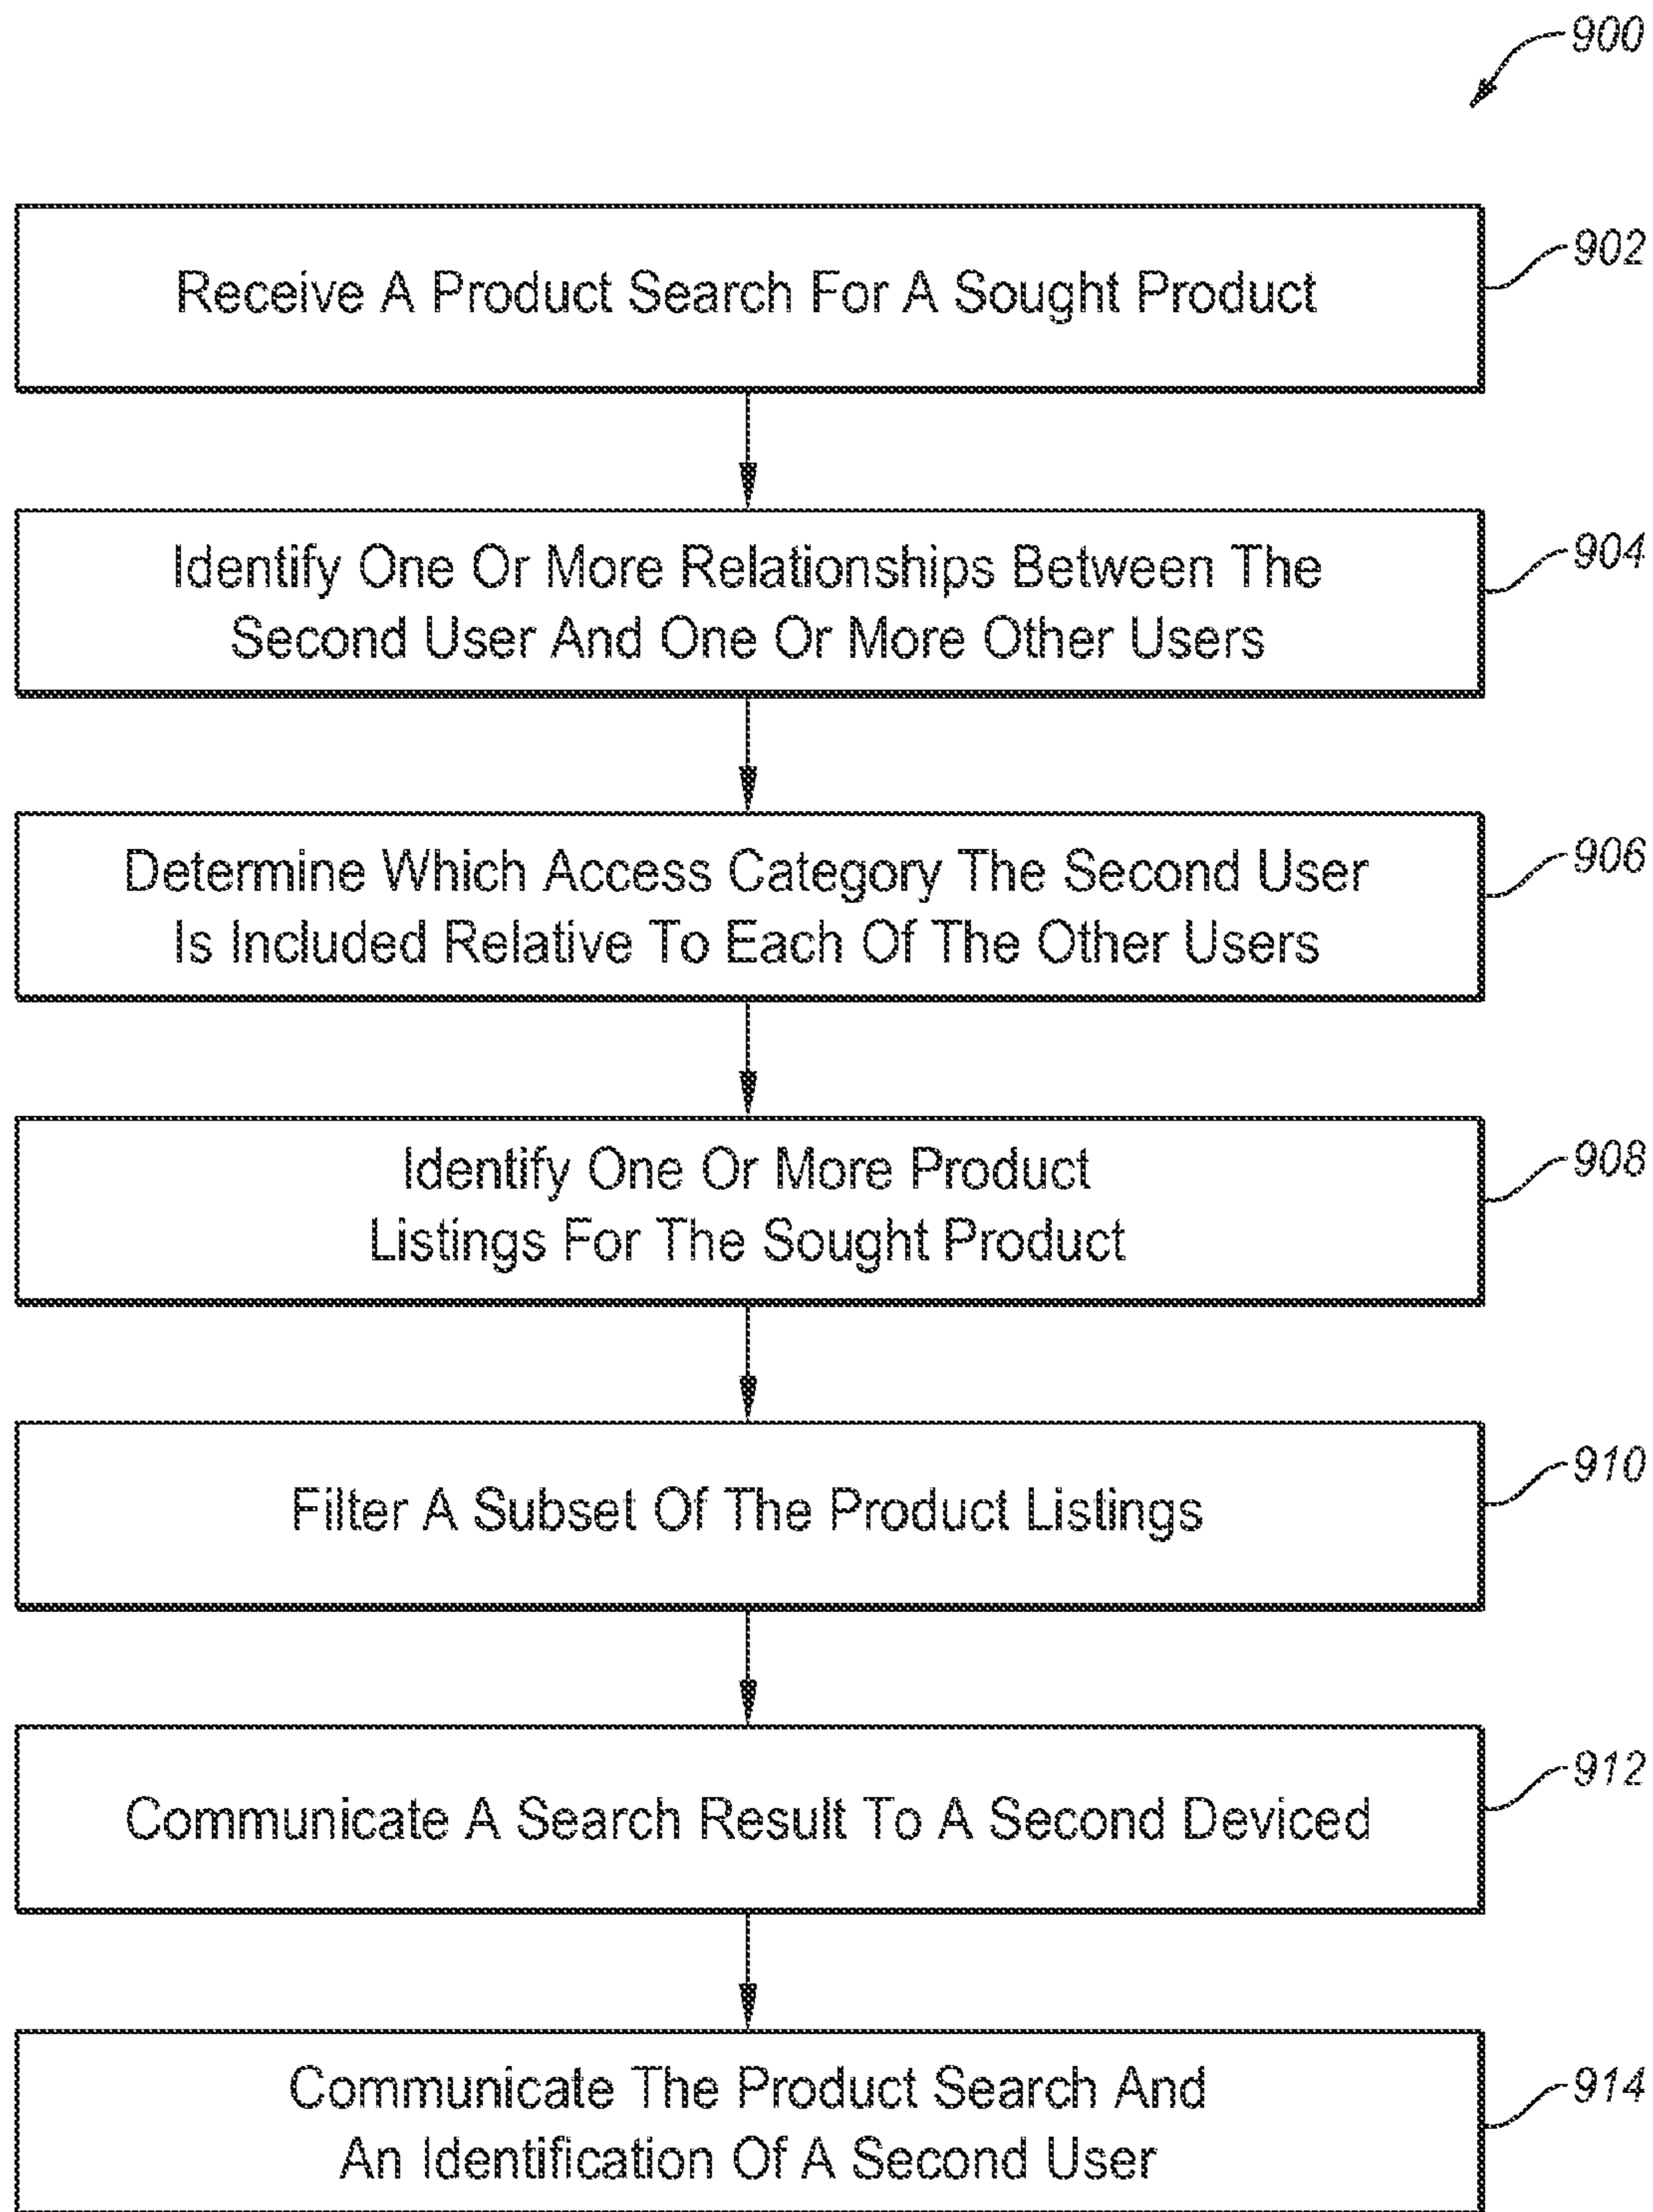 900
Receive A Product Search For A Sought Product
902
Identify One Or More Relationships Between The
Second User And One Or More Other Users
904
Determine Which Access Category The Second User
Is Included Relative To Each Of The Other Users
906
Identify One Or More Product
Listings For The Sought Product
908
Filter A Subset Of The Product Listings
910
Communicate A Search Result To A Second Deviced
912
Communicate The Product Search And
An Identification Of A Second User
914